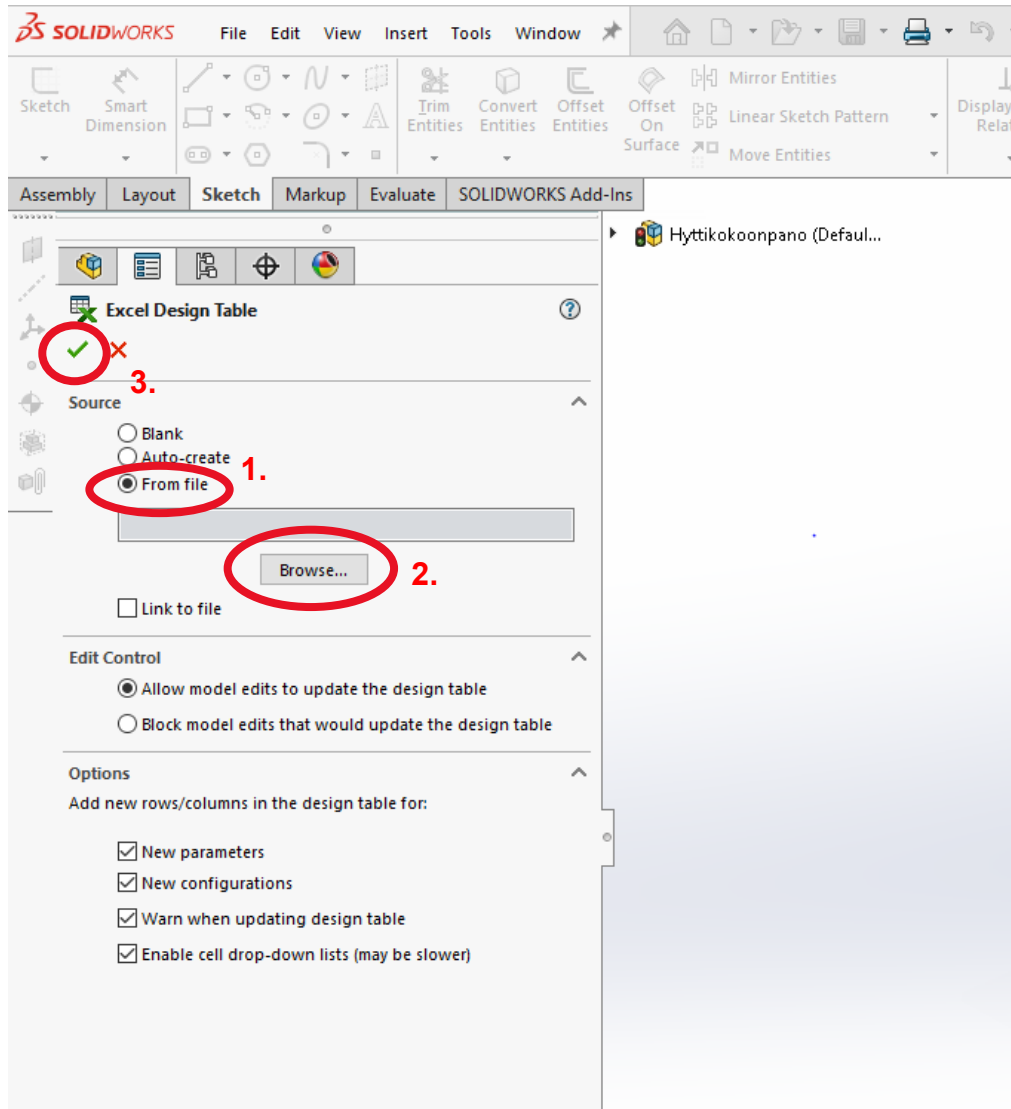 SOLIDWORKS File Edit View Insert Tools Window
Sketch Smart Dimension Trim Entities Convert Entities Offset Entities Offset On Surface Mirror Entities
Linear Sketch Pattern
Move Entities
Display
Assembly Layout Sketch Markup Evaluate SOLIDWORKS Add-Ins
Hyttikokoonpano (Defaul...
Excel Design Table
3.
Source
Blank
Auto-create
1.
From file
Browse...
2.
Link to file
Edit Control
Allow model edits to update the design table
Block model edits that would update the design table
Options
Add new rows/columns in the design table for:
New parameters
New configurations
Warn when updating design table
Enable cell drop-down lists (may be slower)